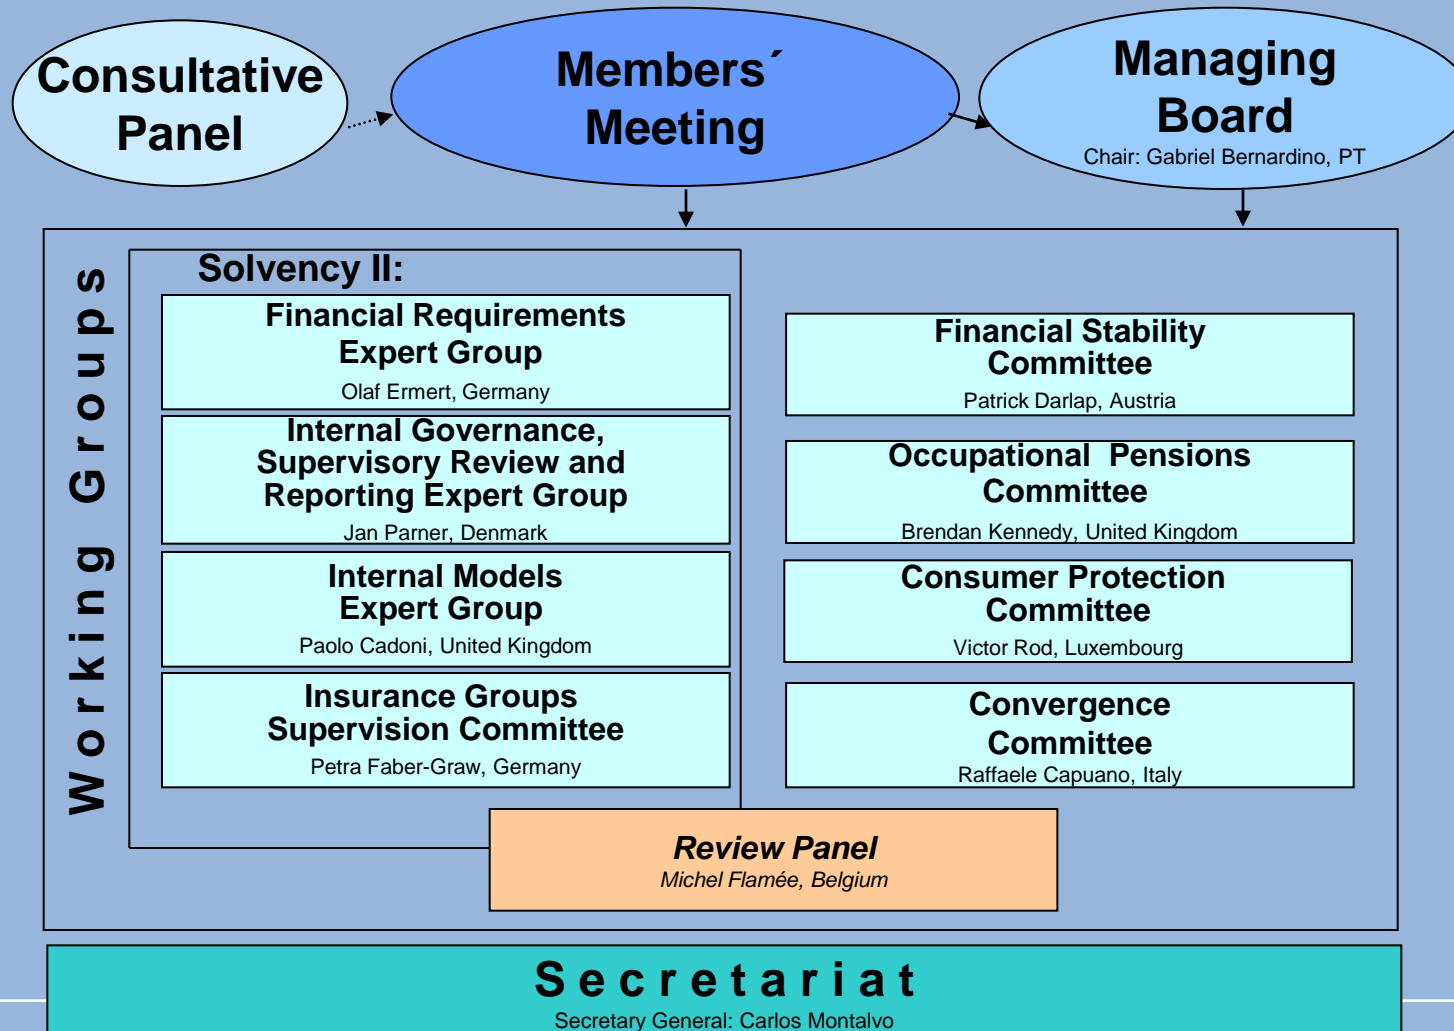 Consultative
Panel
Members´
Meeting
Managing
Board
Chair: Gabriel Bernardino, PT
Working Groups
Solvency II:
Financial Requirements
Expert Group
Olaf Ermert, Germany
Internal Governance,
Supervisory Review and
Reporting Expert Group
Jan Parner, Denmark
Internal Models
Expert Group
Paolo Cadoni, United Kingdom
Insurance Groups
Supervision Committee
Petra Faber-Graw, Germany
Financial Stability
Committee
Patrick Darlap, Austria
Occupational Pensions
Committee
Brendan Kennedy, United Kingdom
Consumer Protection
Committee
Victor Rod, Luxembourg
Convergence
Committee
Raffaele Capuano, Italy
Review Panel
Michel Flamée, Belgium
Secretariat
Secretary General: Carlos Montalvo